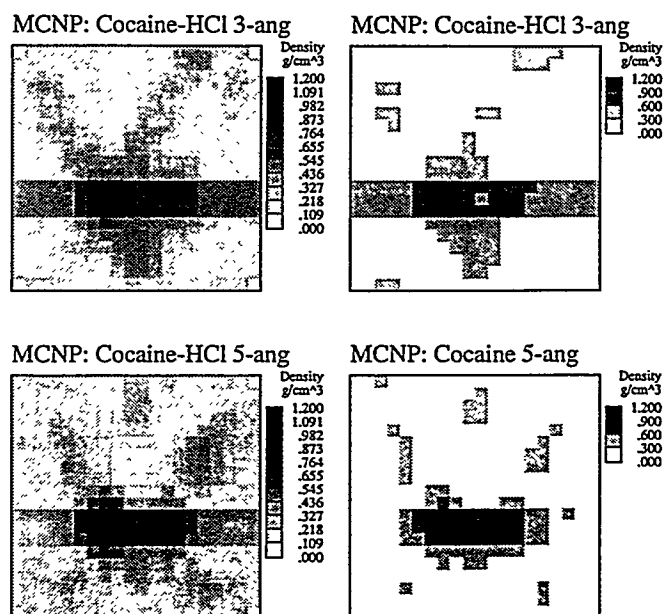 MCNP: Cocaine-HCl 3-ang
Density
g/cm^3
1.200
1.091
.982
.873
.764
.655
.545
.436
.327
.218
.109
.000
MCNP: Cocaine-HCl 3-ang
Density
g/cm^3
1.200
.900
.600
.300
.000
MCNP: Cocaine-HCl 5-ang
Density
g/cm^3
1.200
1.091
.982
.873
.764
.655
.545
.436
.327
.218
.109
.000
MCNP: Cocaine 5-ang
Density
g/cm^3
1.200
.900
.600
.300
.000